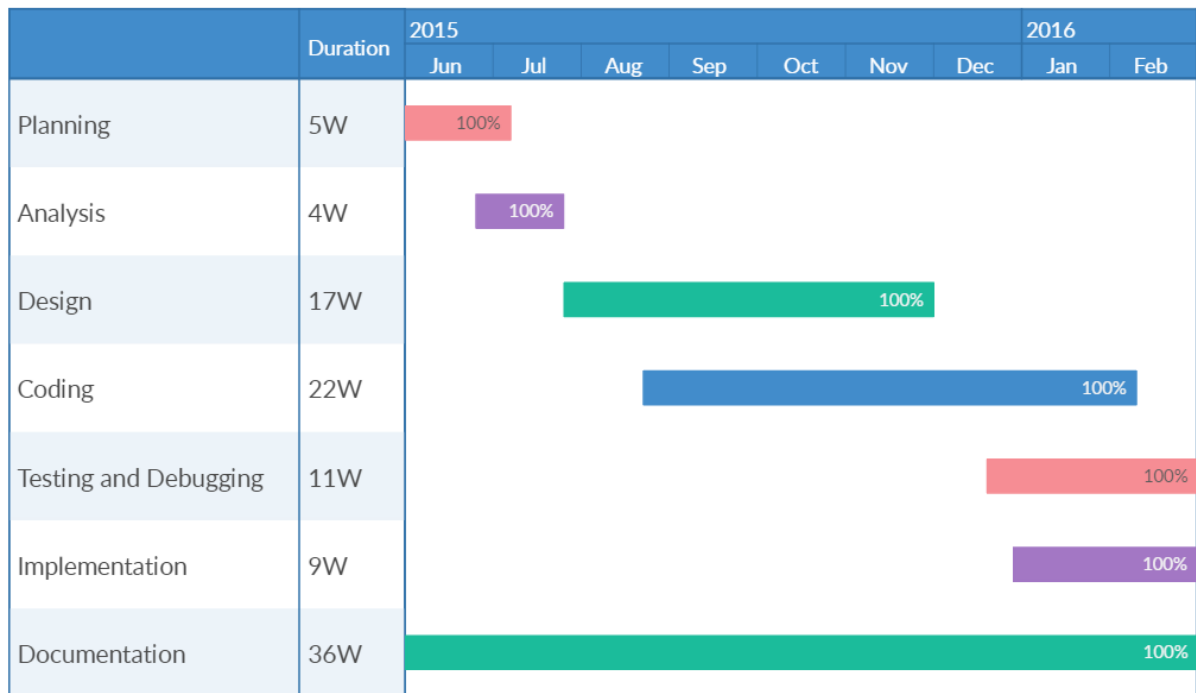 2015 2016
Duration
Jun Jul Aug Sep Oct Nov Dec Jan Feb
Planning 5W 100%
Analysis 4W 100%
Design 17W 100%
Coding 22W 100%
Testing and Debugging 11W 100%
Implementation 9W 100%
Documentation 36W 100%